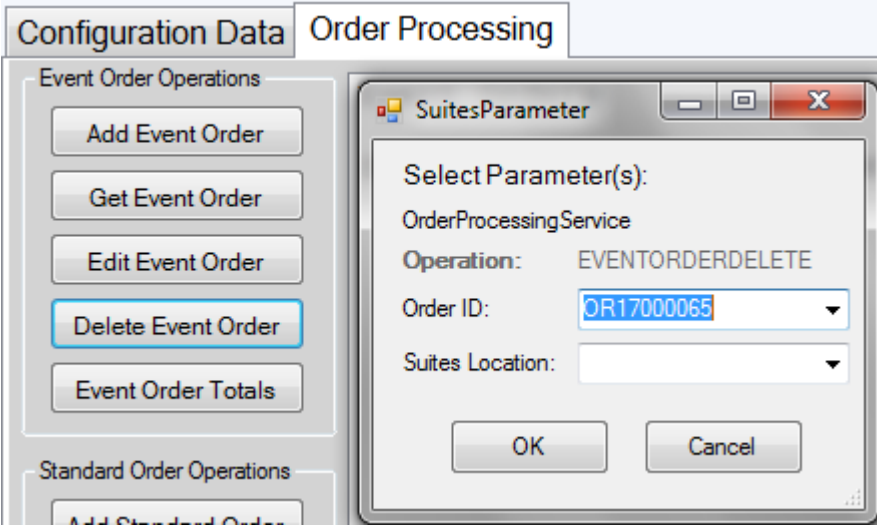 Configuration Data
Order Processing
Event Order Operations
Add Event Order
Get Event Order
Edit Event Order
Delete Event Order
Event Order Totals
Standard Order Operations
Add Standard Order
SuitesParameter
Select Parameter(s):
OrderProcessingService
Operation: EVENTORDERDELETE
Order ID: OR17000065
Suites Location:
OK
Cancel